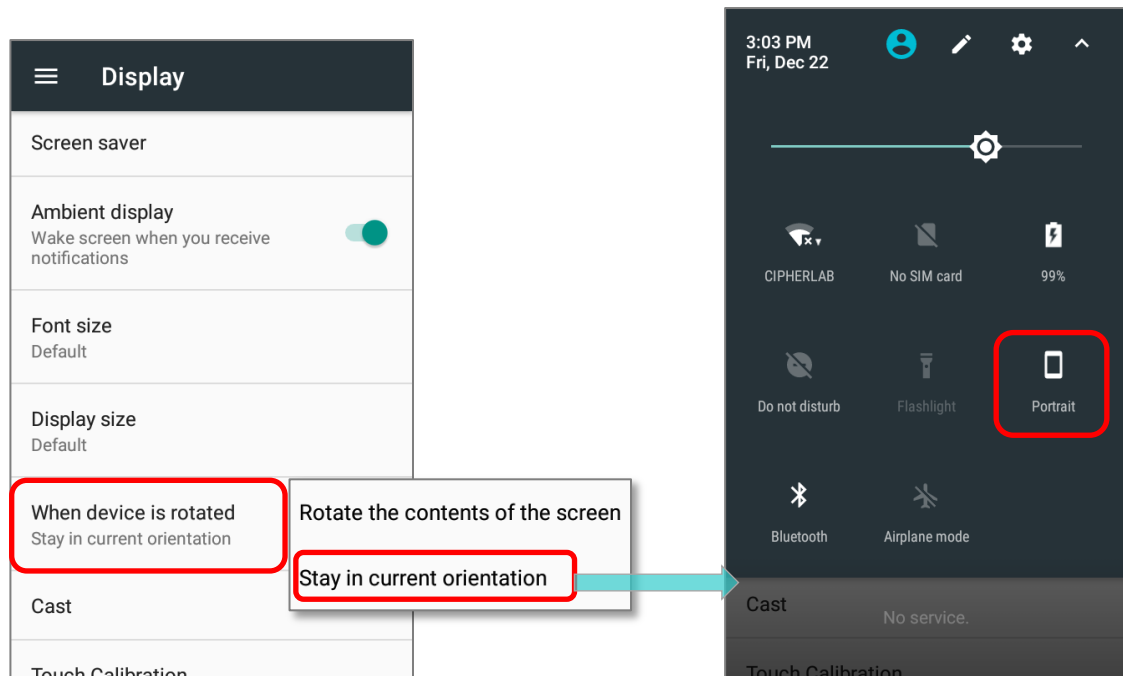 Display
Screen saver
Ambient display
Wake screen when you receive
notifications
Font size
Default
Display size
Default
When device is rotated
Stay in current orientation
Cast
Touch Calibration
Rotate the contents of the screen
Stay in current orientation
3:03 PM
Fri, Dec 22
CIPHERLAB
No SIM card
99%
Do not disturb
Flashlight
Portrait
Bluetooth
Airplane mode
Cast
No service.
Touch Calibration